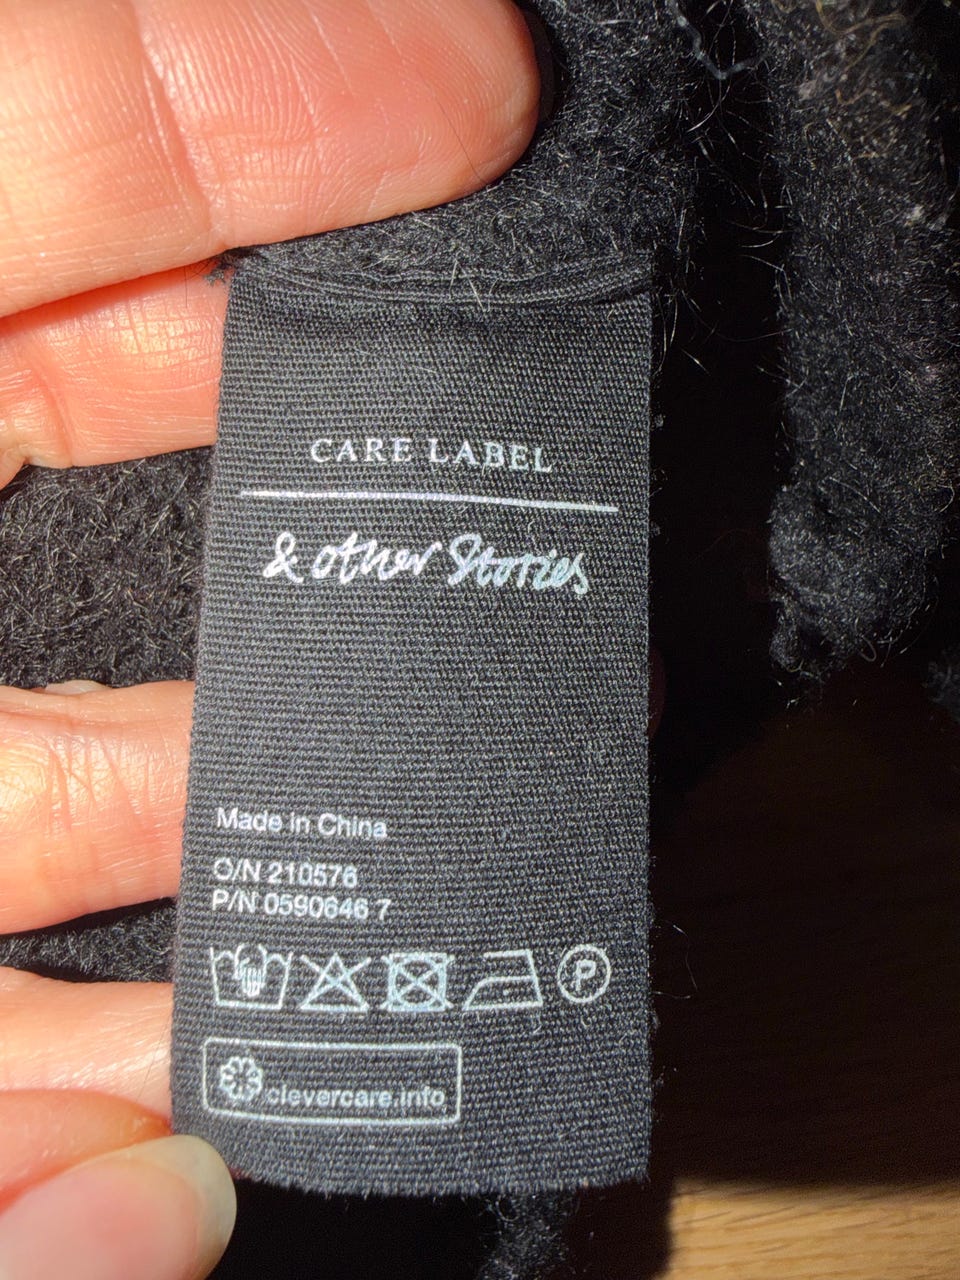 CARE LABEL
& other Stories
Made in China
O/N 210576
P/N 0590646 7
P
clevercare.info